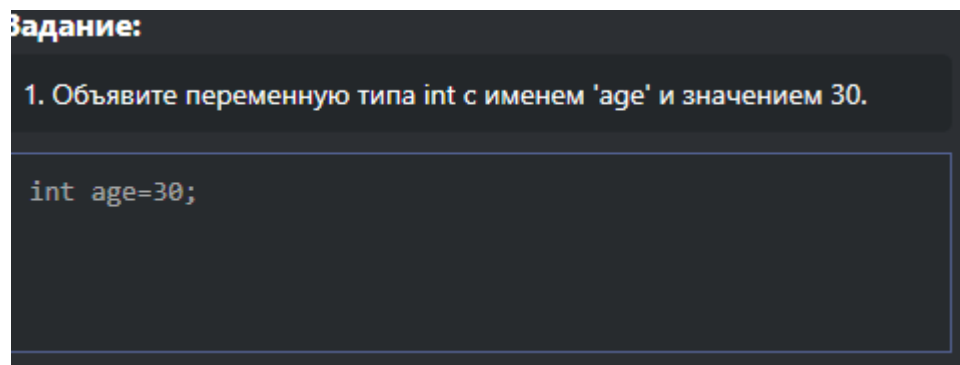 Задание:
1. Объявите переменную типа int с именем 'age' и значением 30.
int age=30;